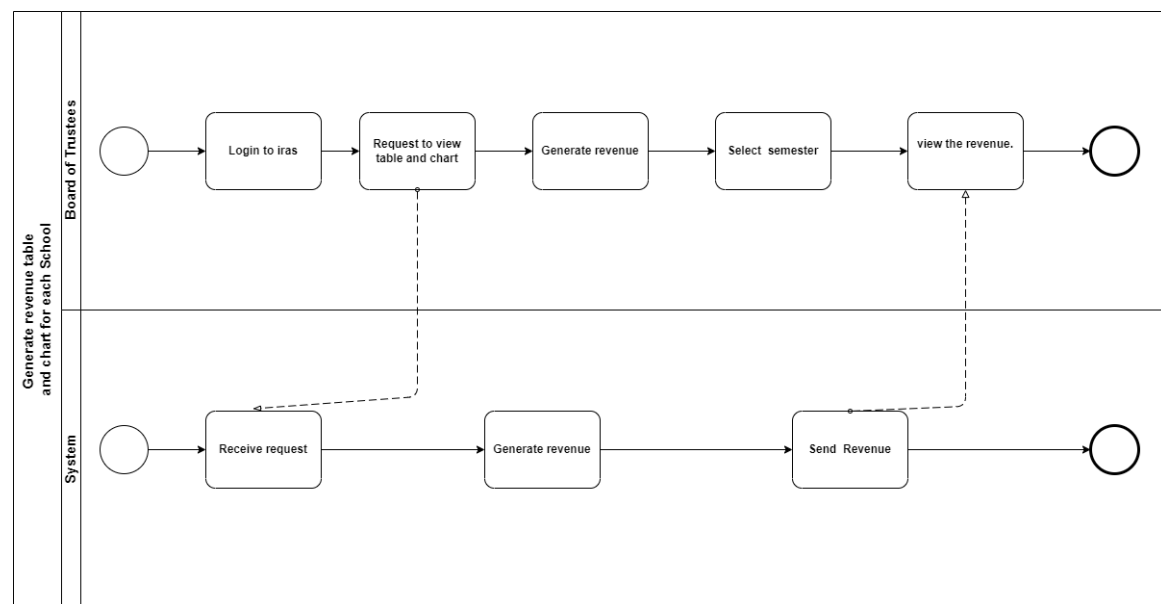 Generate revenue table
and chart for each School
Board of Trustees
Login to iras
Request to view
table and chart
Generate revenue
Select semester
view the revenue.
System
Receive request
Generate revenue
Send Revenue